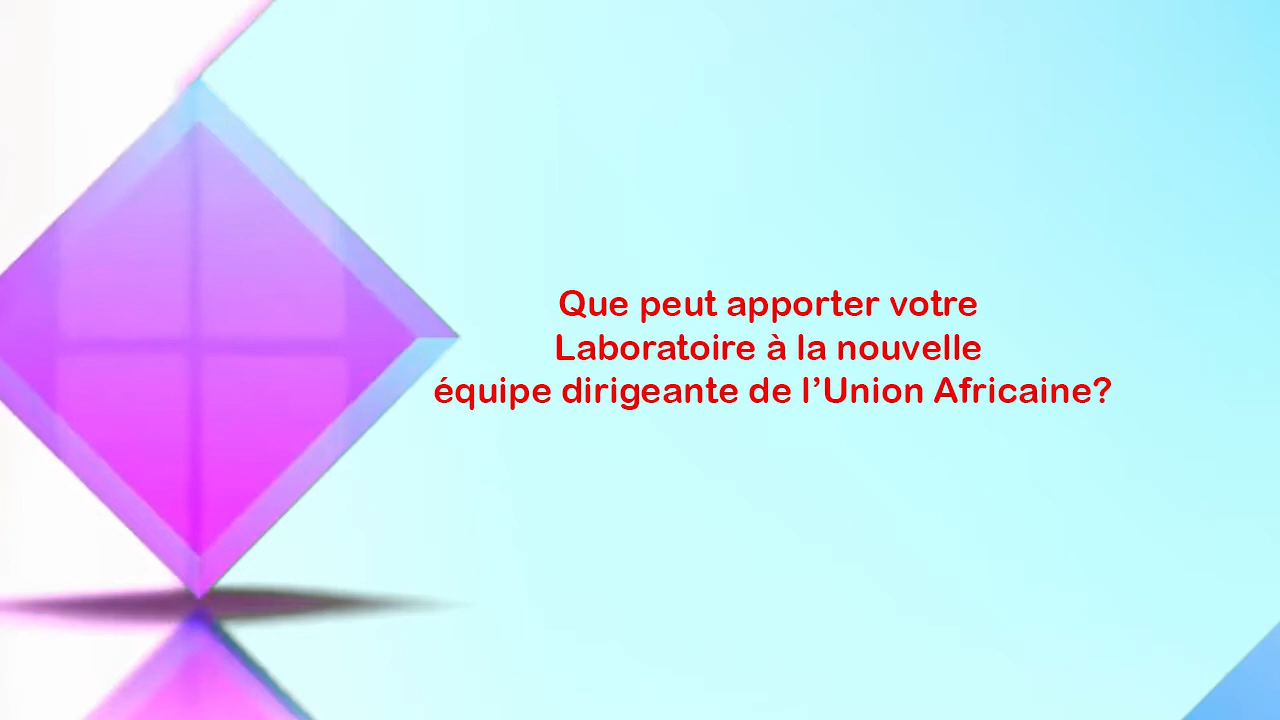 Que peut apporter votre
Laboratoire à la nouvelle
équipe dirigeante de l’Union Africaine?